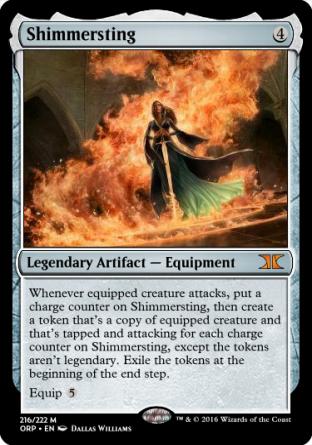 Shimmersting 4
Legendary Artifact — Equipment
Whenever equipped creature attacks, put a
charge counter on Shimmersting, then create
a token that's a copy of equipped creature and
that's tapped and attacking for each charge
counter on Shimmersting, except the tokens
aren't legendary. Exile the tokens at the
beginning of the end step.
Equip 5
216/222 M
ORP • EN DALLAS WILLIAMS
™ & © 2016 Wizards of the Coast